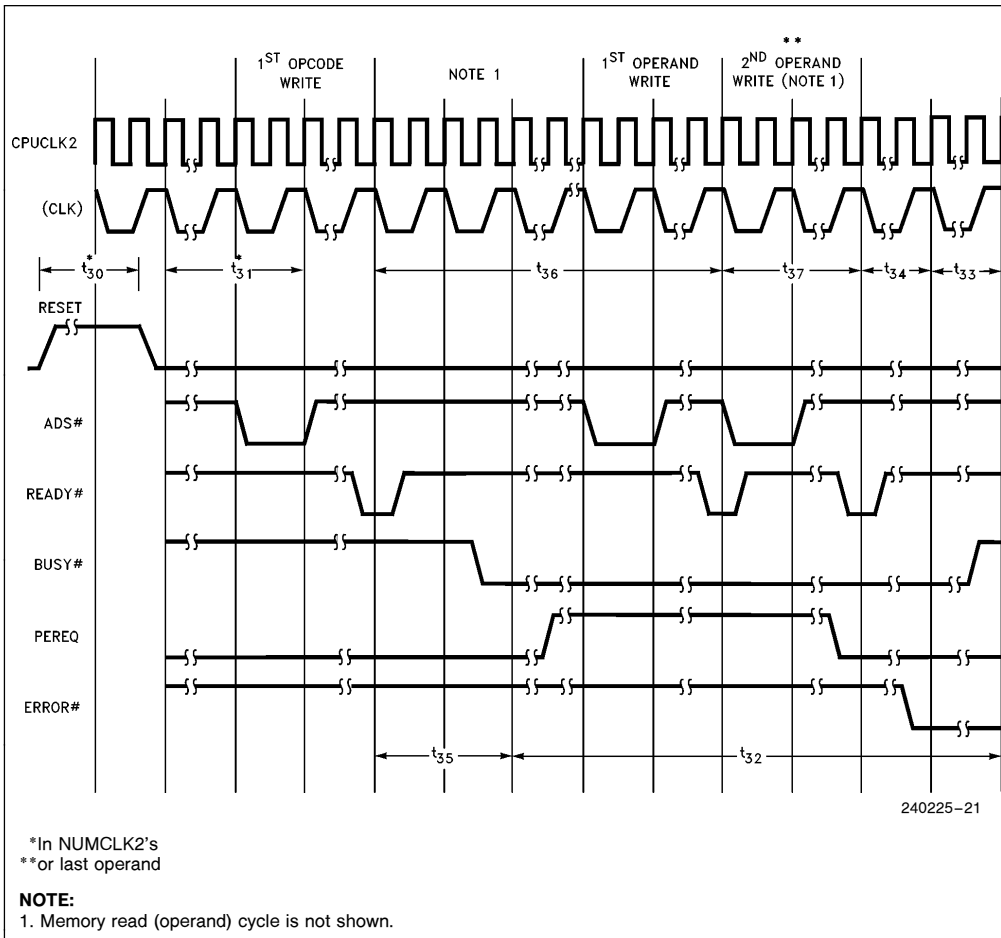 **
1ST OPCODE
WRITE
NOTE 1
1ST OPERAND
WRITE
2ND OPERAND
WRITE (NOTE 1)
CPUCLK2
(CLK)
t30*
t31*
t36
t37
t34
t33
RESET
ADS#
READY#
BUSY#
PEREQ
ERROR#
t35
t32
240225–21
*In NUMCLK2's
**or last operand
NOTE:
1. Memory read (operand) cycle is not shown.